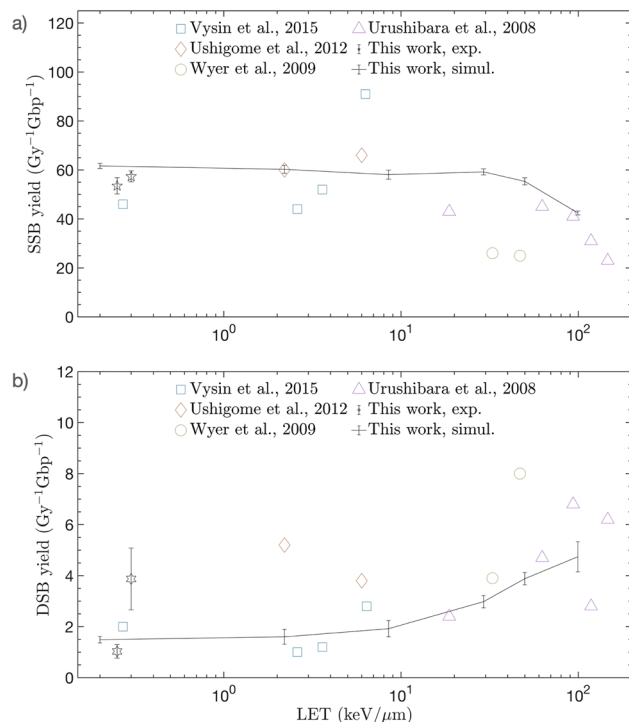 a)
120
100
80
60
40
20
0
SSB yield (Gy⁻¹Gbp⁻¹)
Vysin et al., 2015
Urushibara et al., 2008
Ushigome et al., 2012
This work, exp.
Wyer et al., 2009
This work, simul.
10⁰ 10¹ 10²
b)
12
10
8
6
4
2
0
DSB yield (Gy⁻¹Gbp⁻¹)
Vysin et al., 2015
Urushibara et al., 2008
Ushigome et al., 2012
This work, exp.
Wyer et al., 2009
This work, simul.
10⁰ 10¹ 10²
LET (keV/μm)